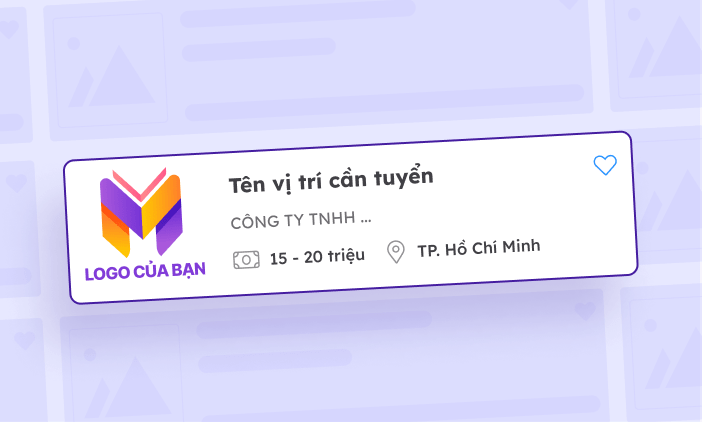 Tên vị trí cần tuyển
CÔNG TY TNHH ...
15 - 20 triệu
TP. Hồ Chí Minh
LOGO CỦA BẠN